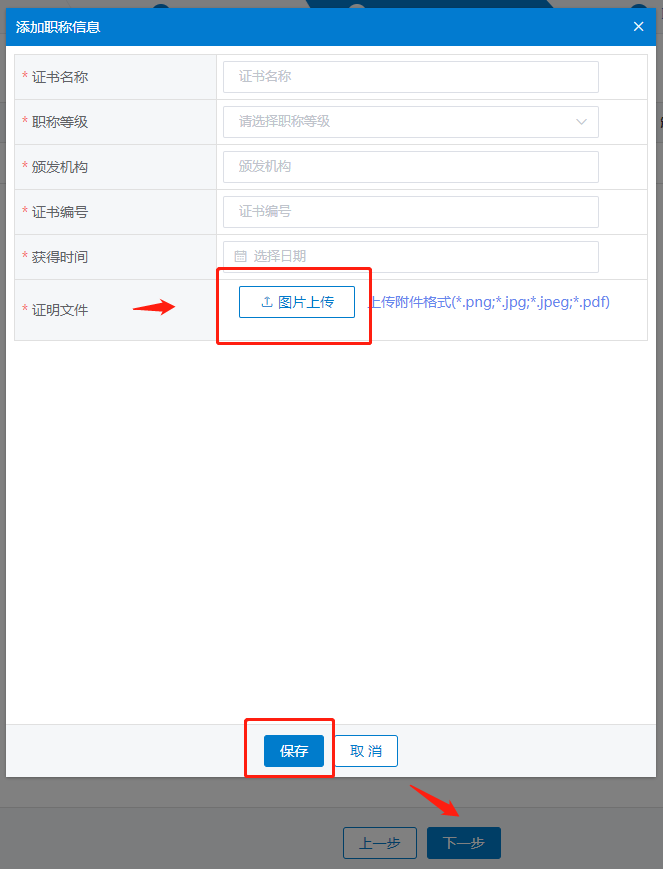 添加职称信息
* 证书名称 证书名称
* 职称等级 请选择职称等级
* 颁发机构 颁发机构
* 证书编号 证书编号
* 获得时间 选择日期
* 证明文件 图片上传 上传附件格式(*.png;*.jpg;*.jpeg;*.pdf)
保存 取消
上一步 下一步